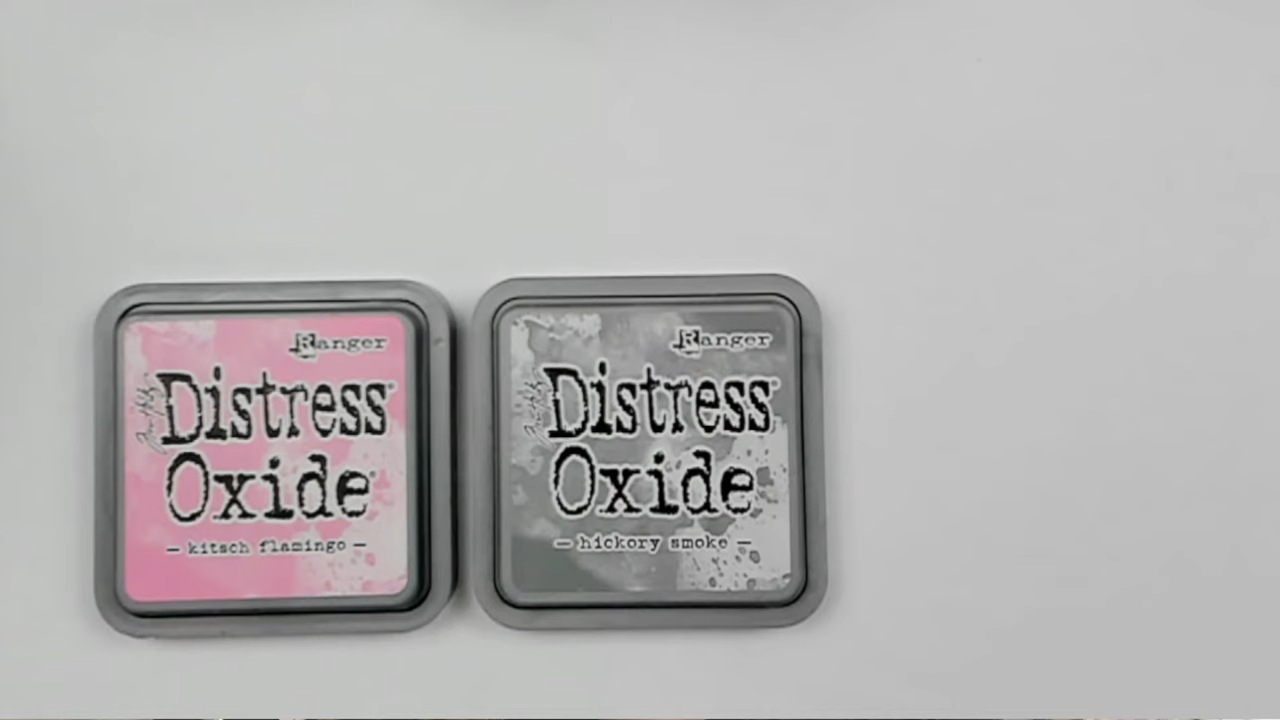 Ranger
Distress®
Oxide®
— kitsch flamingo —
Ranger
Distress®
Oxide®
— hickory smoke —